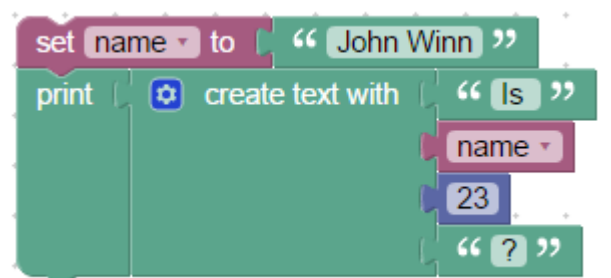 set name to “ John Winn ”
print create text with “ Is ”
name
23
“ ? ”